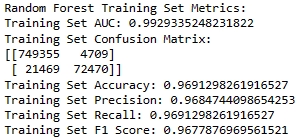 Random Forest Training Set Metrics:
Training Set AUC: 0.9929335248231822
Training Set Confusion Matrix:
[[749355   4709]
 [ 21469  72470]]
Training Set Accuracy: 0.9691298261916527
Training Set Precision: 0.9684744098654253
Training Set Recall: 0.9691298261916527
Training Set F1 Score: 0.9677876969561521